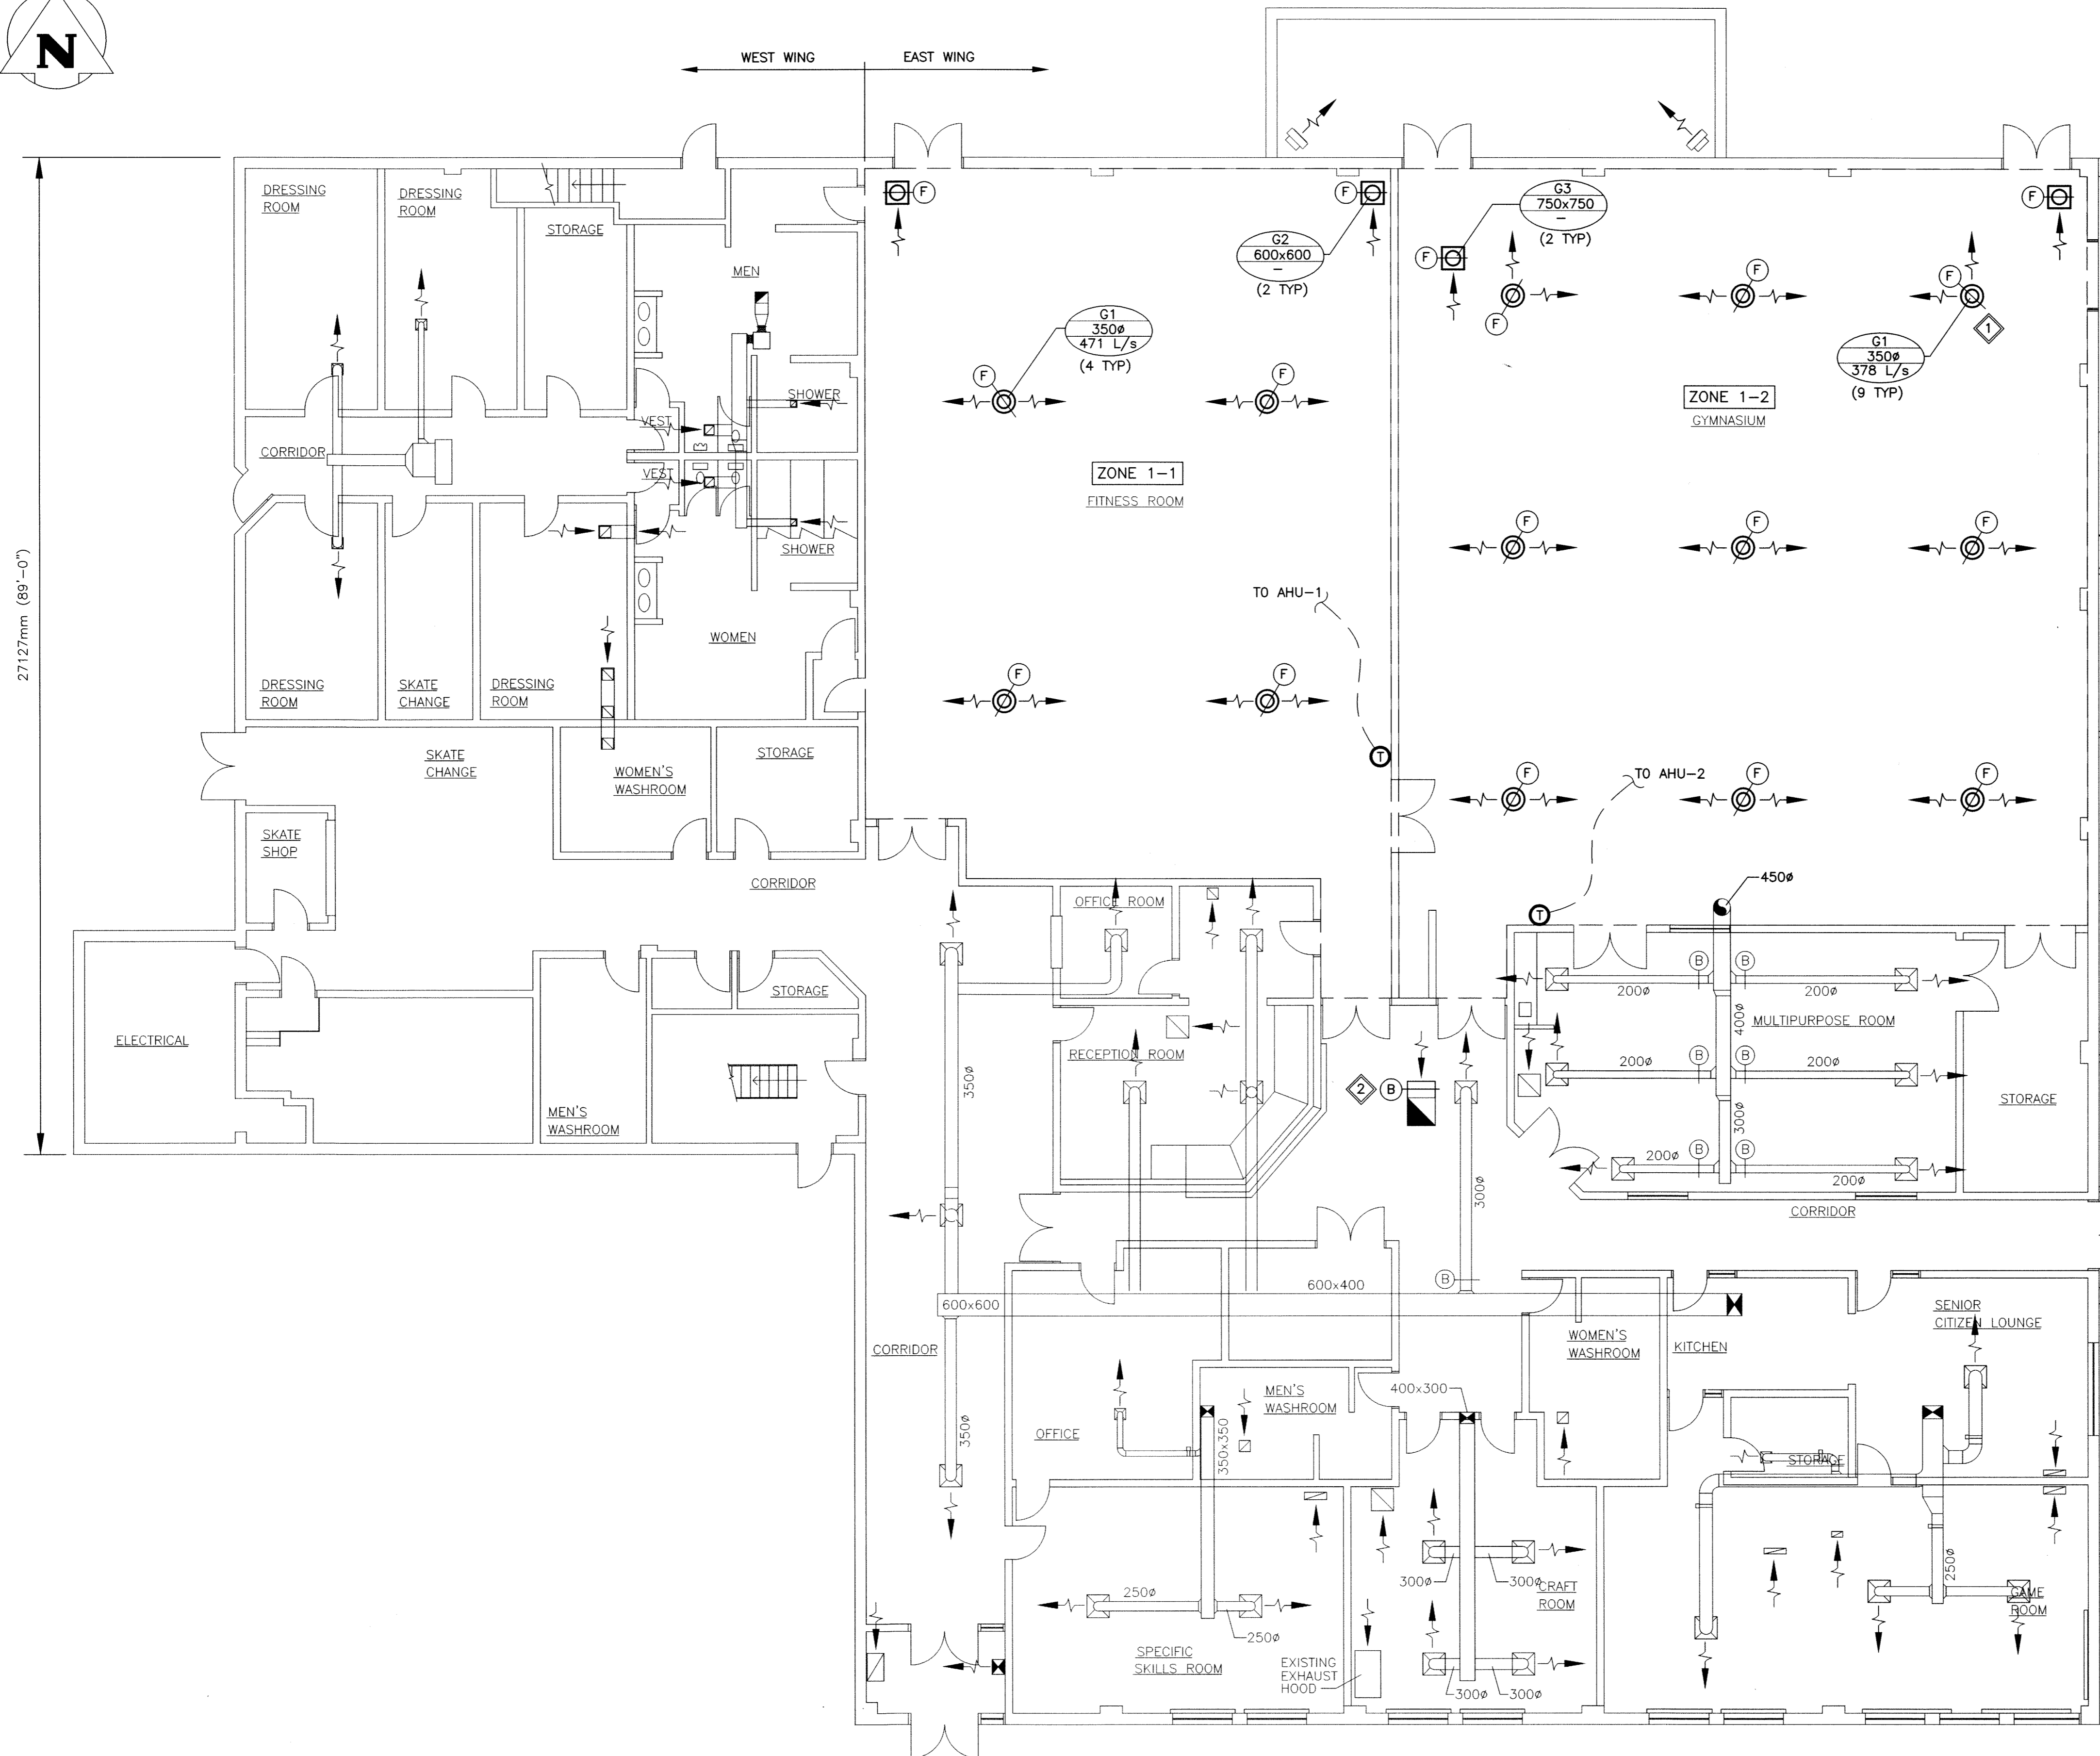 N
WEST WING
EAST WING
27127mm (89'-0")
DRESSING
ROOM
DRESSING
ROOM
STORAGE
MEN
F
F
G2
600x600
–
(2 TYP)
G3
750x750
–
(2 TYP)
F
F
F
F
F
1
G1
350ø
471 L/s
(4 TYP)
G1
350ø
378 L/s
(9 TYP)
F
F
ZONE 1-2
GYMNASIUM
SHOWER
VEST
CORRIDOR
VEST
ZONE 1-1
FITNESS ROOM
SHOWER
F
F
F
TO AHU-1
WOMEN
DRESSING
ROOM
SKATE
CHANGE
DRESSING
ROOM
F
F
T
SKATE
CHANGE
WOMEN'S
WASHROOM
STORAGE
F
TO AHU-2
F
F
SKATE
SHOP
CORRIDOR
450ø
OFFICE ROOM
T
B
B
200ø
200ø
400ø
STORAGE
MULTIPURPOSE ROOM
ELECTRICAL
RECEPTION ROOM
350ø
B
B
200ø
200ø
2
B
MEN'S
WASHROOM
300ø
STORAGE
B
B
200ø
200ø
300ø
CORRIDOR
600x400
B
600x600
SENIOR
CITIZEN LOUNGE
WOMEN'S
WASHROOM
KITCHEN
CORRIDOR
MEN'S
WASHROOM
400x300
350ø
OFFICE
350x350
STORAGE
250ø
250ø
300ø
300ø
CRAFT
ROOM
250ø
GAME
ROOM
SPECIFIC
SKILLS ROOM
EXISTING
EXHAUST
HOOD
300ø
300ø